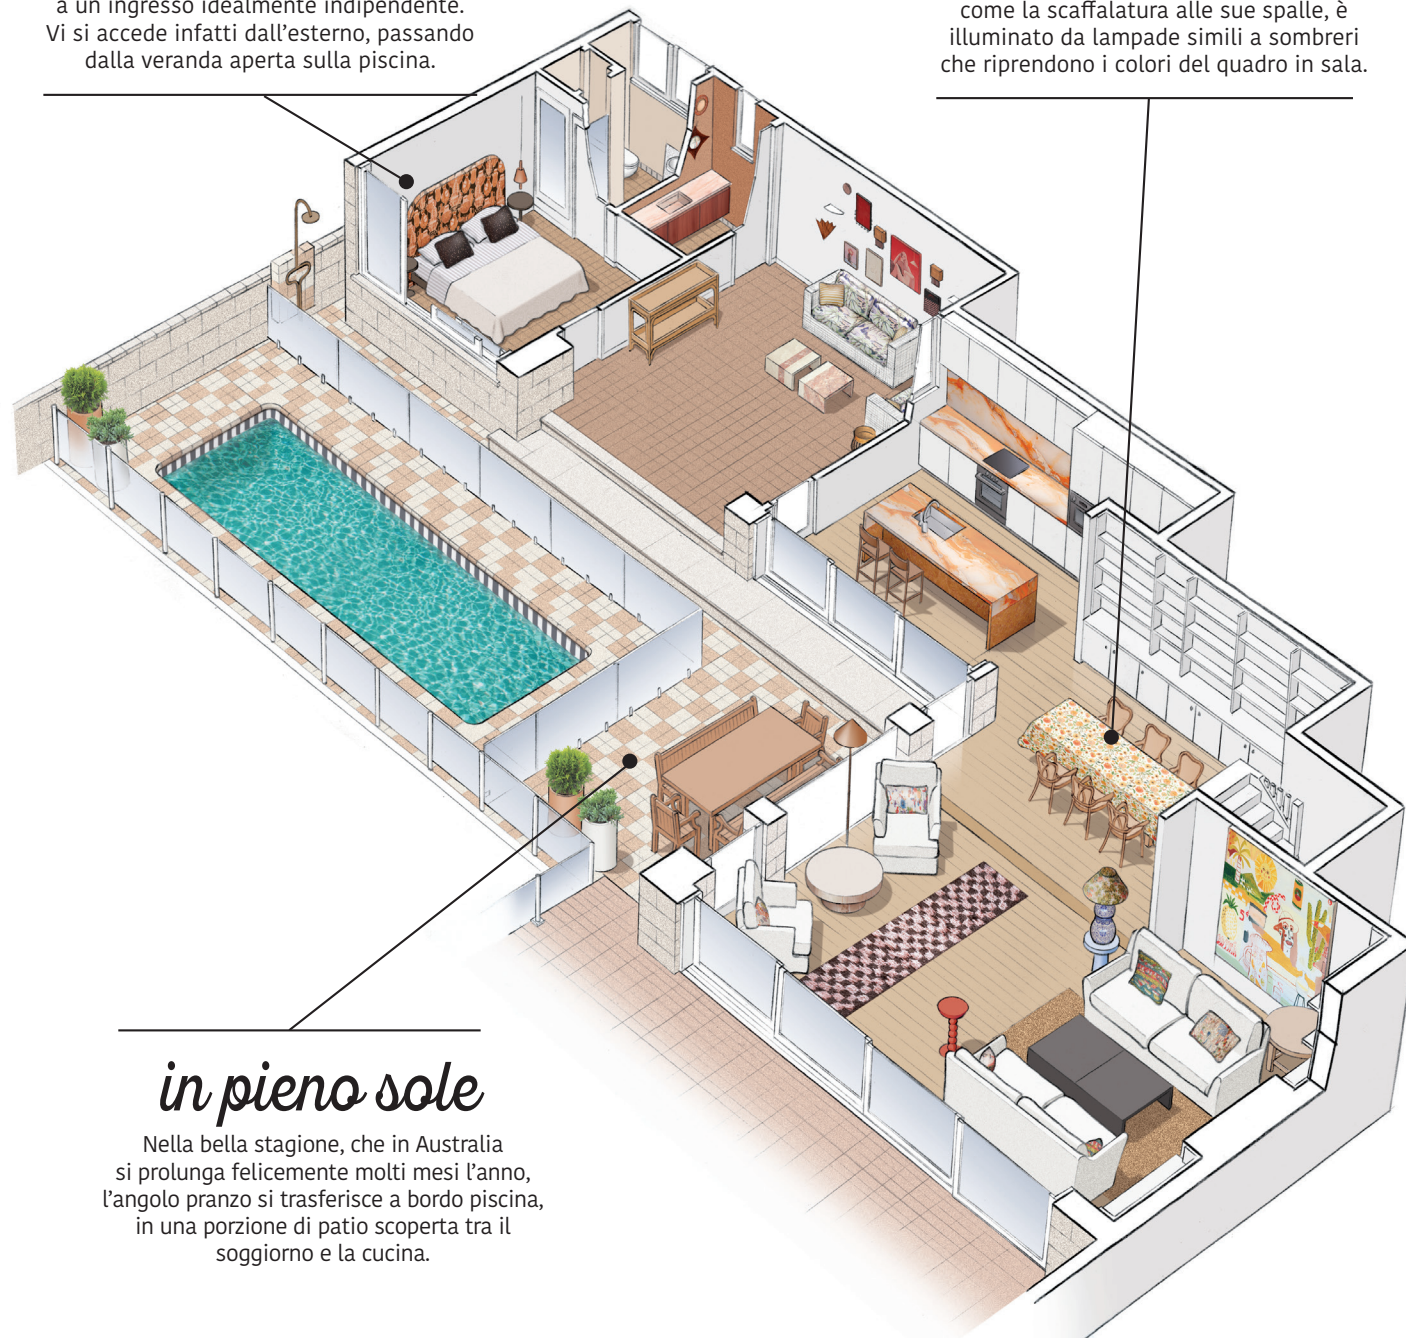 a un ingresso idealmente indipendente.
Vi si accede infatti dall’esterno, passando
dalla veranda aperta sulla piscina.
come la scaffalatura alle sue spalle, è
illuminato da lampade simili a sombreri
che riprendono i colori del quadro in sala.
in pieno sole
Nella bella stagione, che in Australia
si prolunga felicemente molti mesi l’anno,
l’angolo pranzo si trasferisce a bordo piscina,
in una porzione di patio scoperta tra il
soggiorno e la cucina.